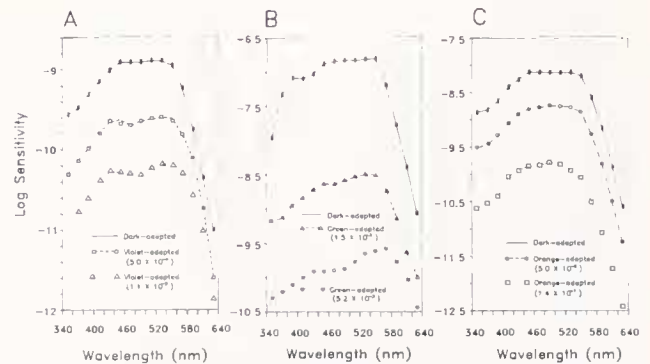 A
B
C
-9
-10
-11
-12
-6.5
-7.5
-8.5
-9.5
-10.5
-7.5
-8.5
-9.5
-10.5
-11.5
-12.5
Log Sensitivity
Dark-adapted
Violet-adapted
Violet-adapted
Dark-adapted
Green-adapted
Green-adapted
Dark-adapted
Orange-adapted
Orange-adapted
340 400 460 520 580 640
340 400 460 520 580 640
340 400 460 520 580 640
Wavelength (nm)
Wavelength (nm)
Wavelength (nm)